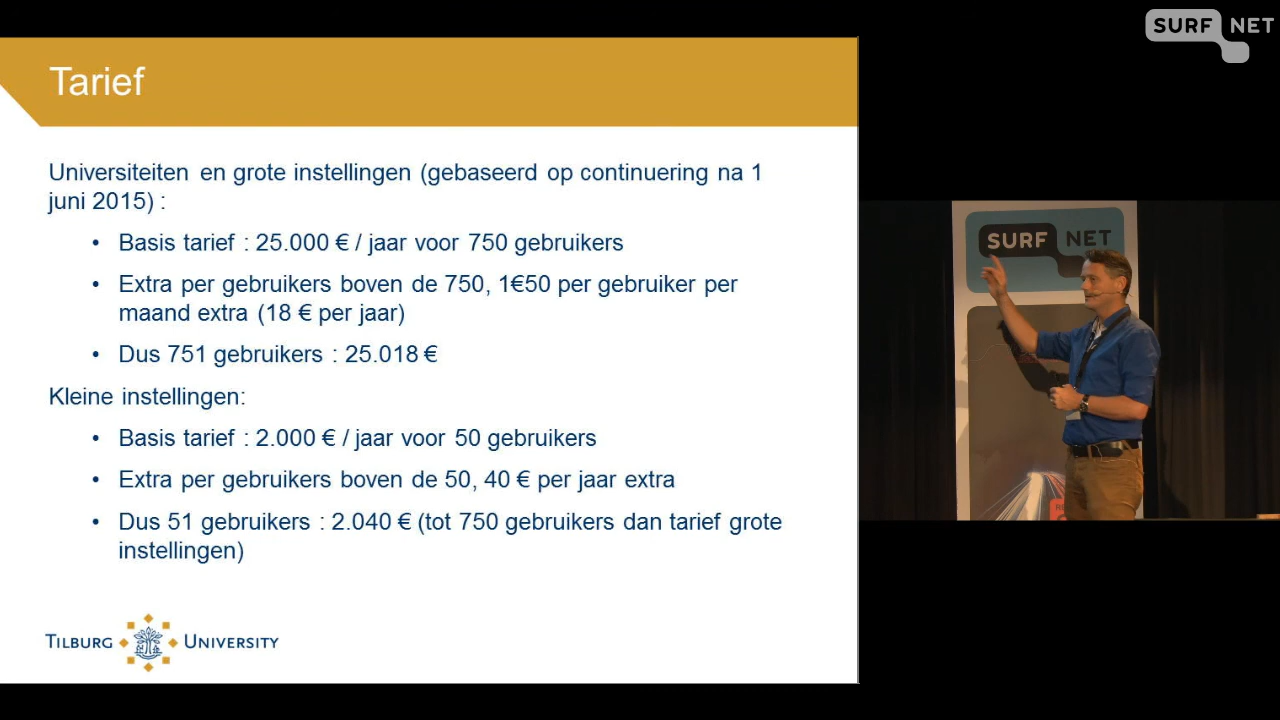 SURF NET
Tarief
Universiteiten en grote instellingen (gebaseerd op continuering na 1
juni 2015) :
• Basis tarief : 25.000 € / jaar voor 750 gebruikers
• Extra per gebruikers boven de 750, 1€50 per gebruiker per
maand extra (18 € per jaar)
• Dus 751 gebruikers : 25.018 €
Kleine instellingen:
• Basis tarief : 2.000 € / jaar voor 50 gebruikers
• Extra per gebruikers boven de 50, 40 € per jaar extra
• Dus 51 gebruikers : 2.040 € (tot 750 gebruikers dan tarief grote
instellingen)
TILBURG UNIVERSITY
SURF NET